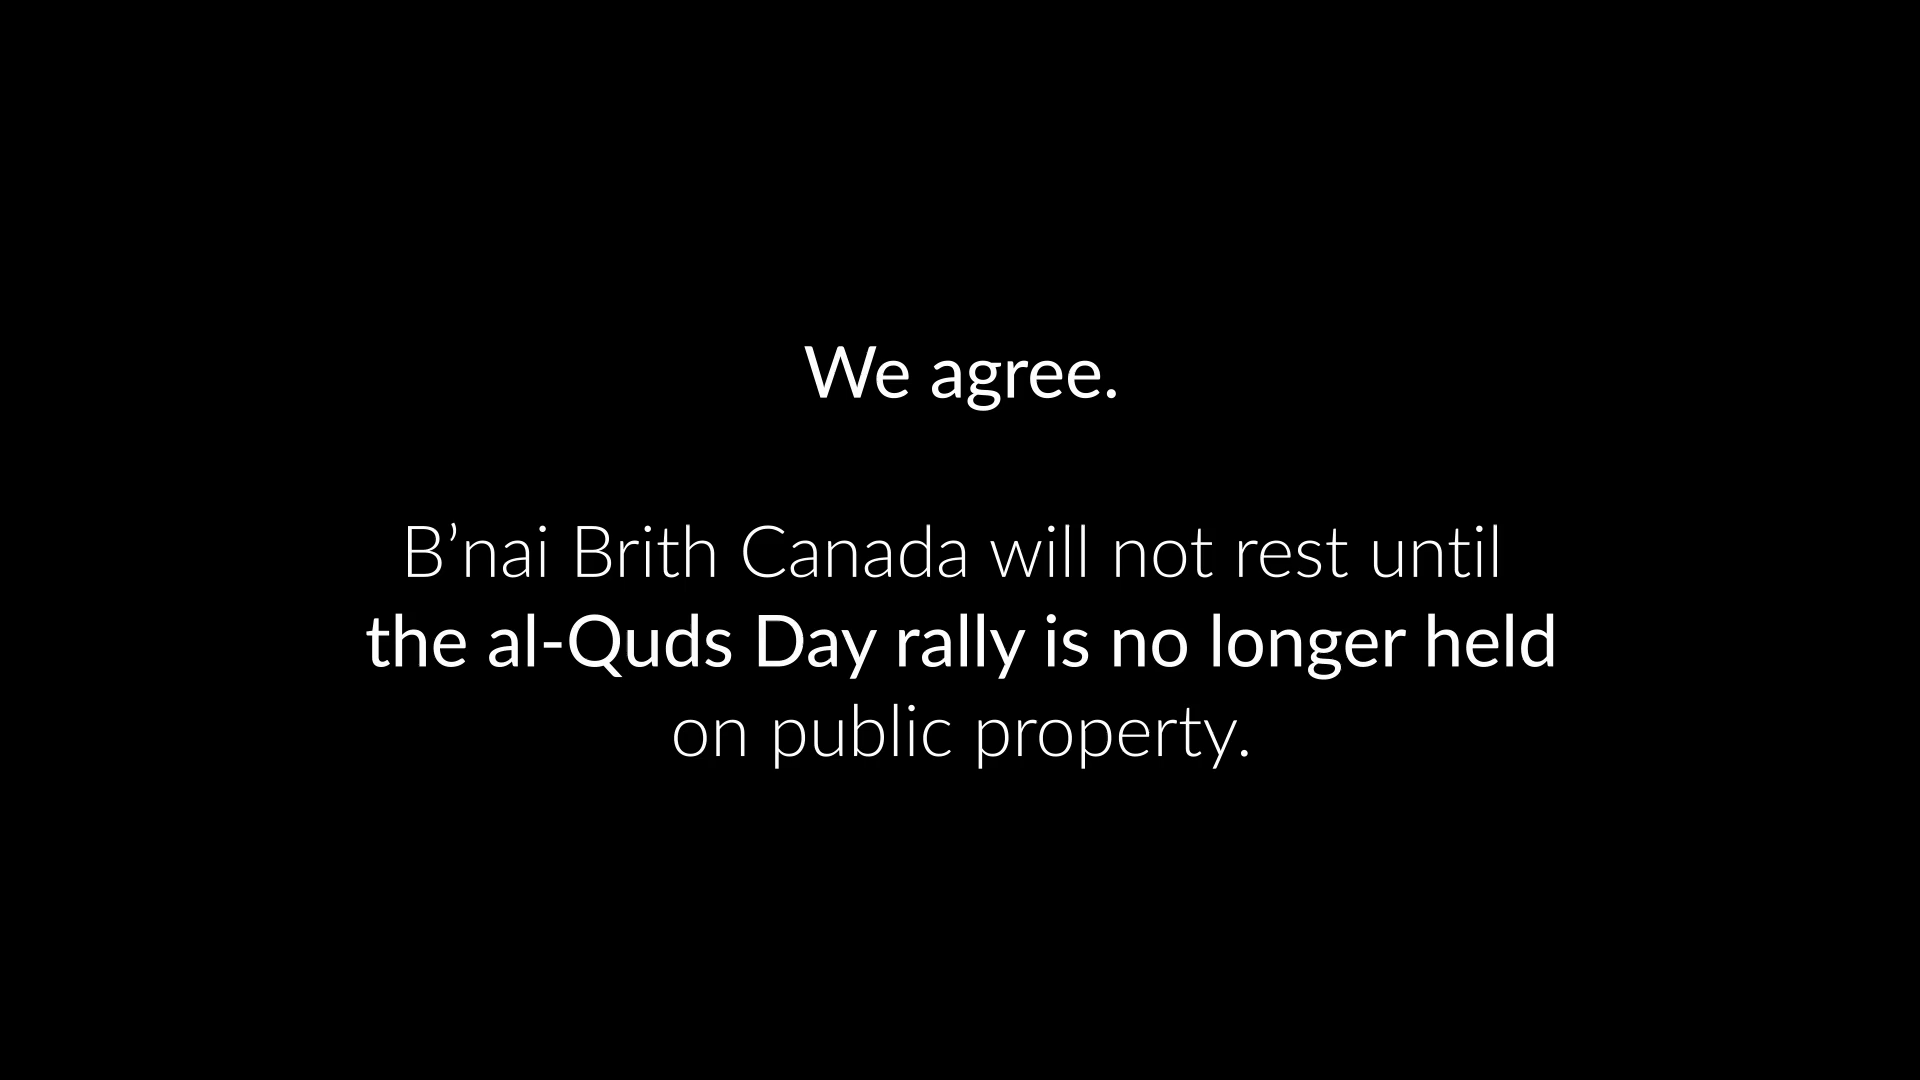 We agree.
B’nai Brith Canada will not rest until
the al-Quds Day rally is no longer held
on public property.